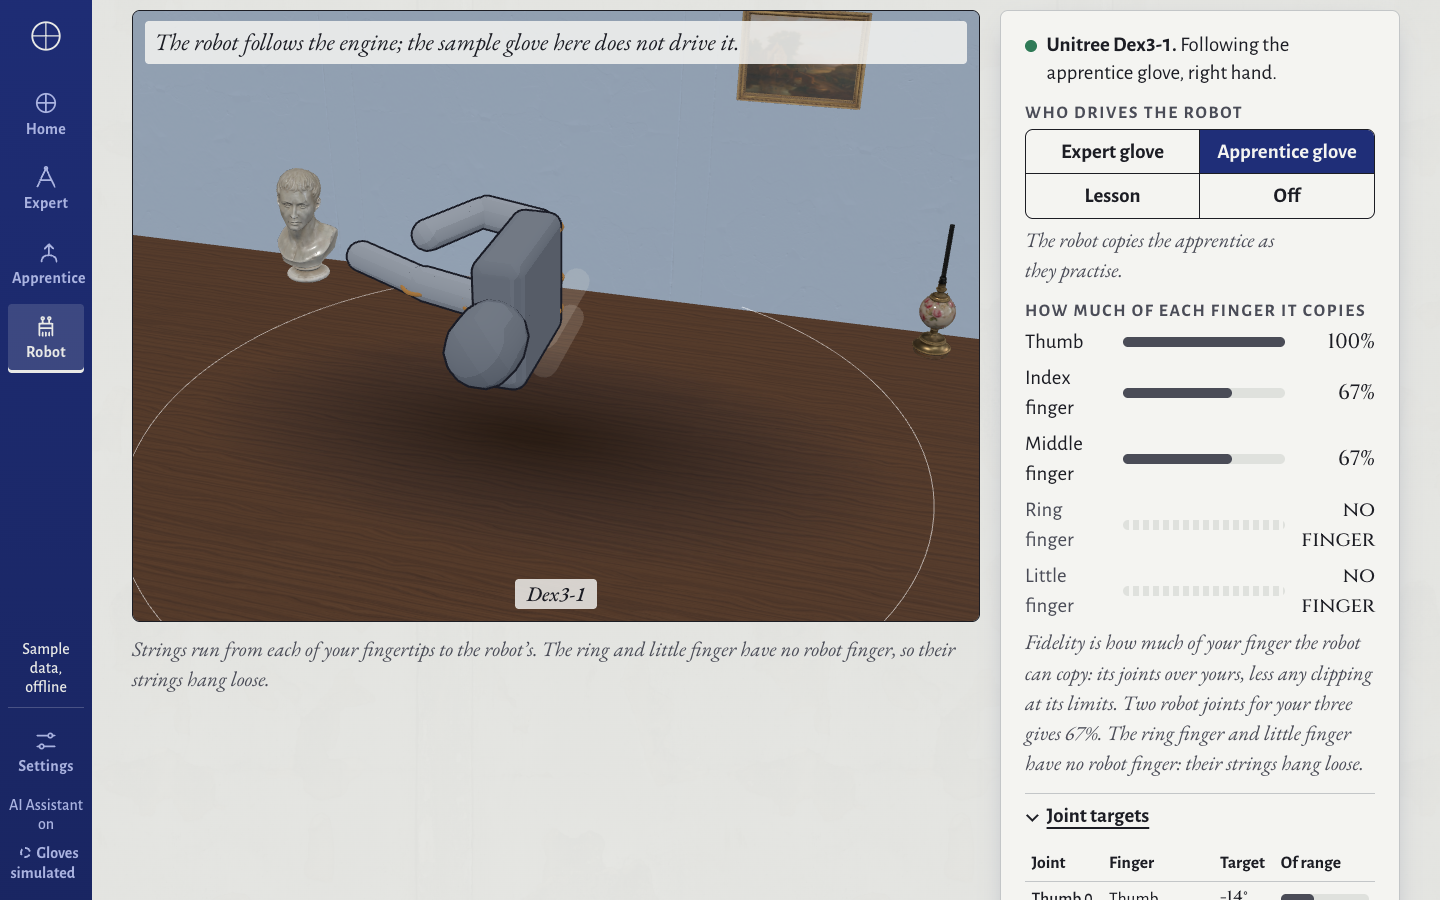 Home
Expert
Apprentice
Robot
Sample
data,
offline
Settings
AI Assistant
on
Gloves
simulated
The robot follows the engine; the sample glove here does not drive it.
Dex3-1
Strings run from each of your fingertips to the robot's. The ring and little finger have no robot finger, so their
strings hang loose.
Unitree Dex3-1. Following the
apprentice glove, right hand.
WHO DRIVES THE ROBOT
Expert glove Apprentice glove
Lesson Off
The robot copies the apprentice as
they practise.
HOW MUCH OF EACH FINGER IT COPIES
Thumb 100%
Index
finger 67%
Middle
finger 67%
Ring
finger NO
FINGER
Little
finger NO
FINGER
Fidelity is how much of your finger the robot
can copy: its joints over yours, less any clipping
at its limits. Two robot joints for your three
gives 67%. The ring finger and little finger
have no robot finger: their strings hang loose.
Joint targets
Joint Finger Target Of range
Thumb 0 Thumb -14°